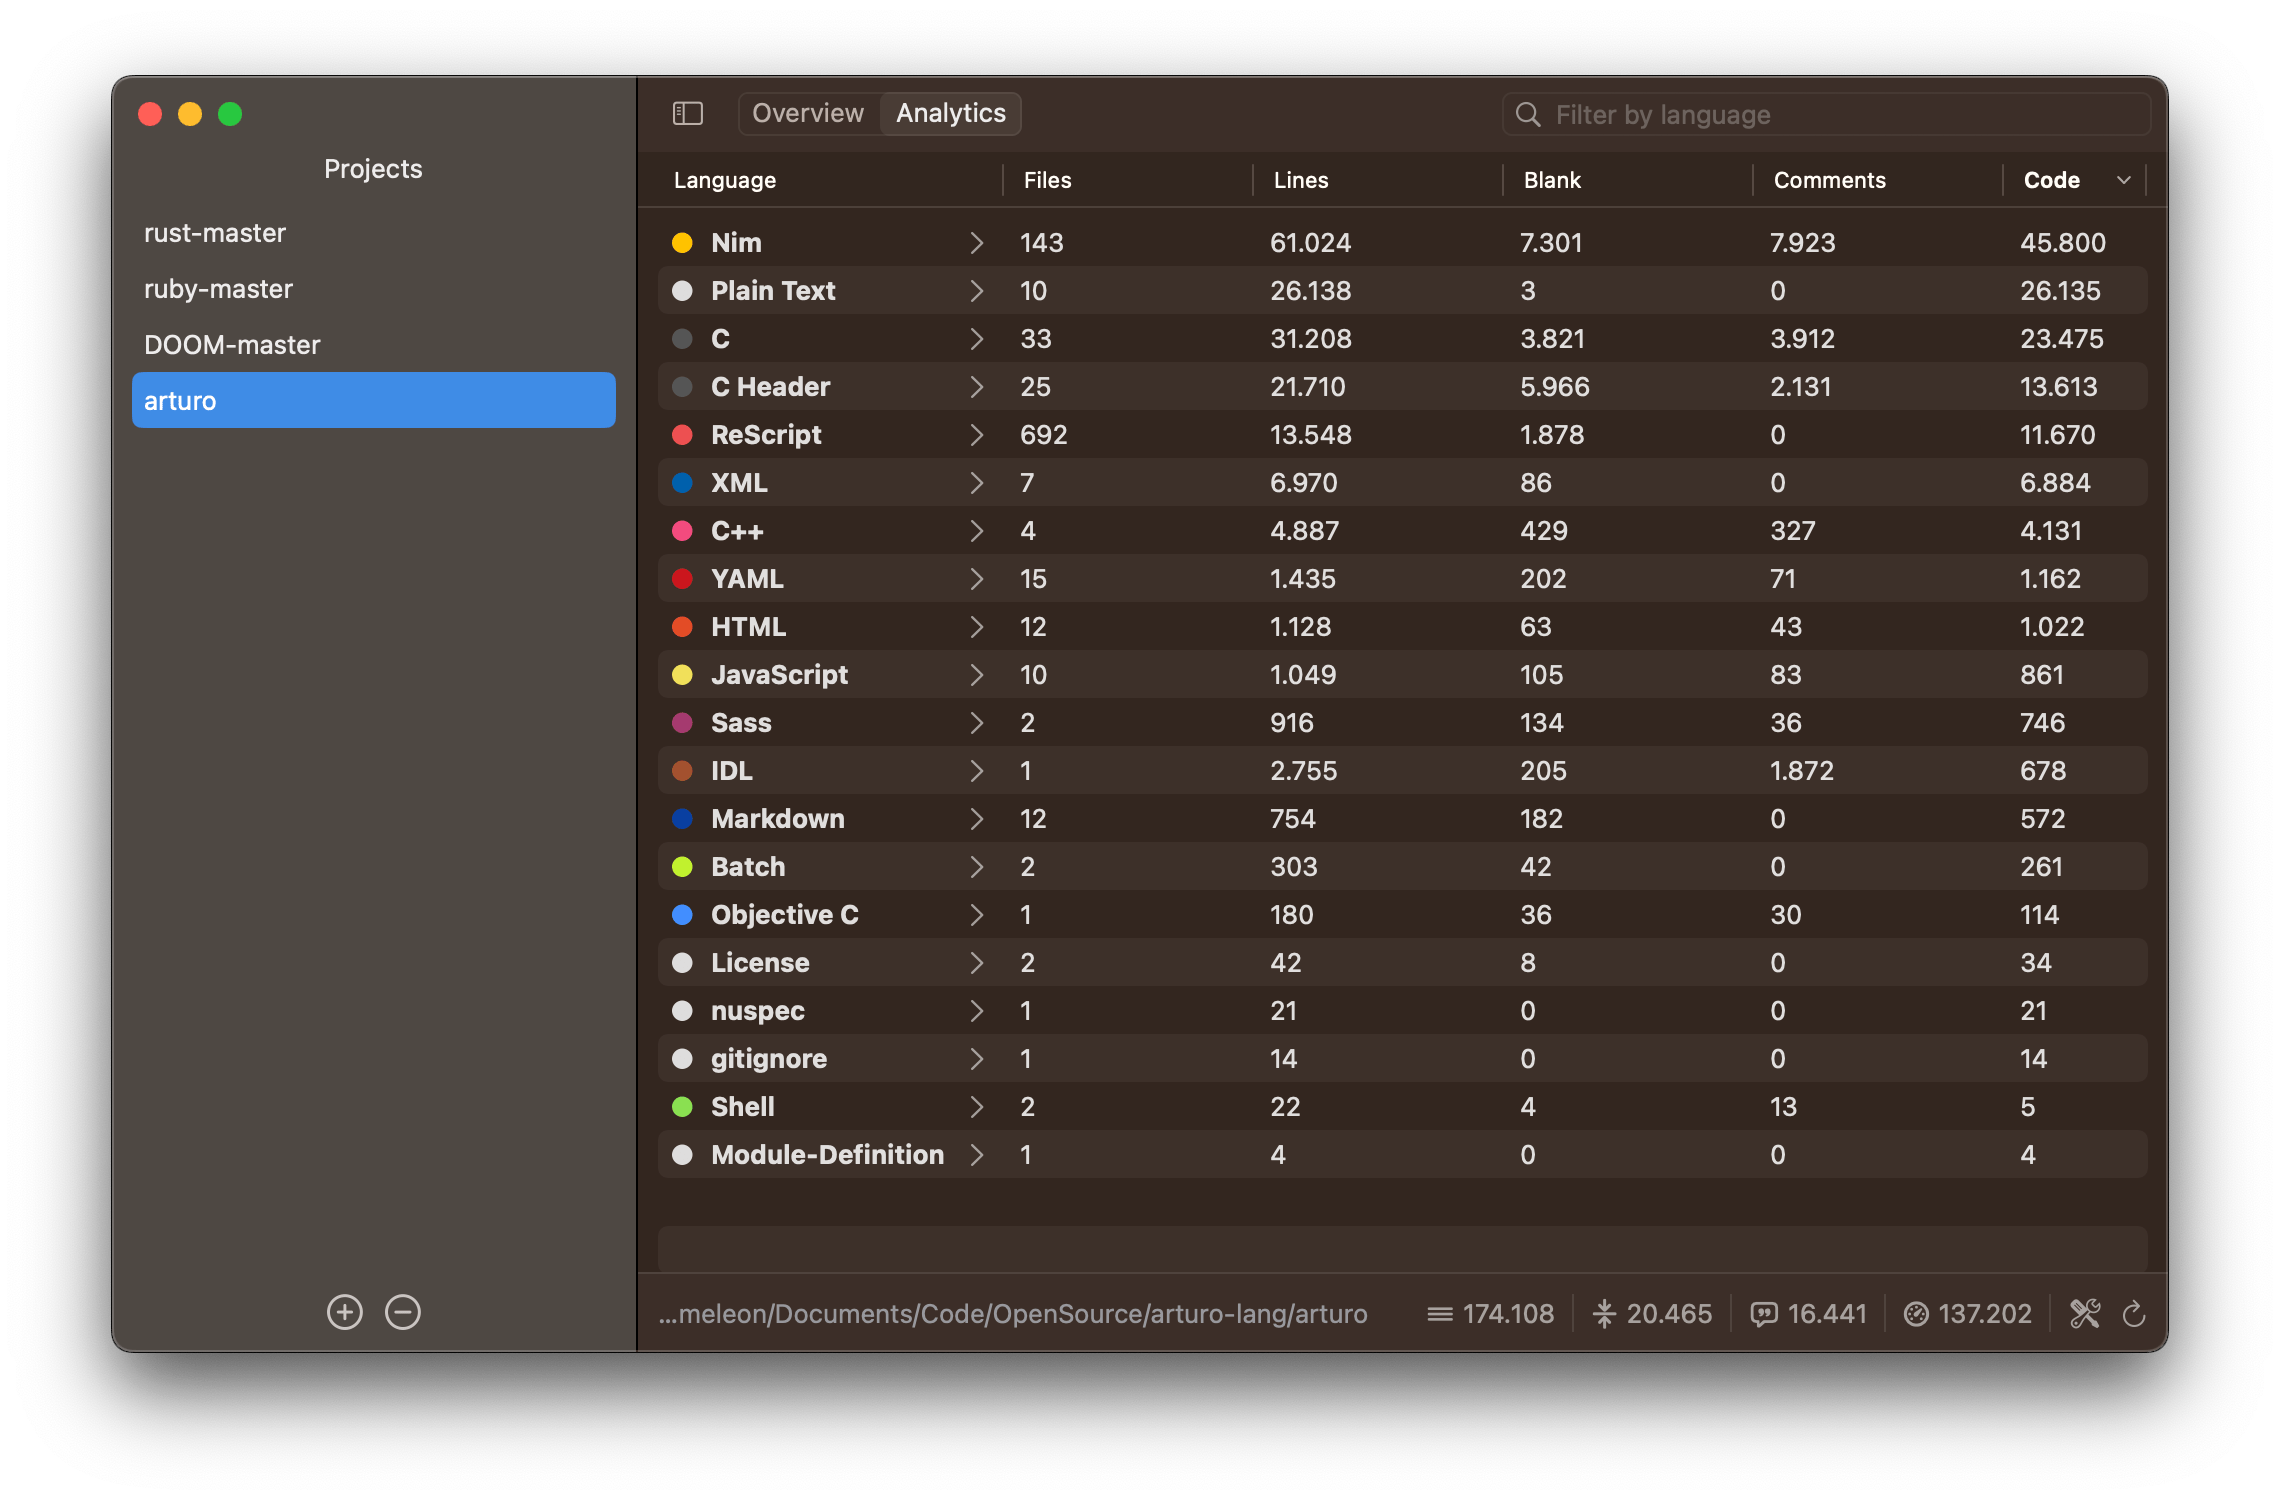 Projects
rust-master
ruby-master
DOOM-master
arturo
Overview Analytics Filter by language
Language Files Lines Blank Comments Code
Nim 143 61.024 7.301 7.923 45.800
Plain Text 10 26.138 3 0 26.135
C 33 31.208 3.821 3.912 23.475
C Header 25 21.710 5.966 2.131 13.613
ReScript 692 13.548 1.878 0 11.670
XML 7 6.970 86 0 6.884
C++ 4 4.887 429 327 4.131
YAML 15 1.435 202 71 1.162
HTML 12 1.128 63 43 1.022
JavaScript 10 1.049 105 83 861
Sass 2 916 134 36 746
IDL 1 2.755 205 1.872 678
Markdown 12 754 182 0 572
Batch 2 303 42 0 261
Objective C 1 180 36 30 114
License 2 42 8 0 34
nuspec 1 21 0 0 21
gitignore 1 14 0 0 14
Shell 2 22 4 13 5
Module-Definition 1 4 0 0 4
...meleon/Documents/Code/OpenSource/arturo-lang/arturo 174.108 20.465 16.441 137.202